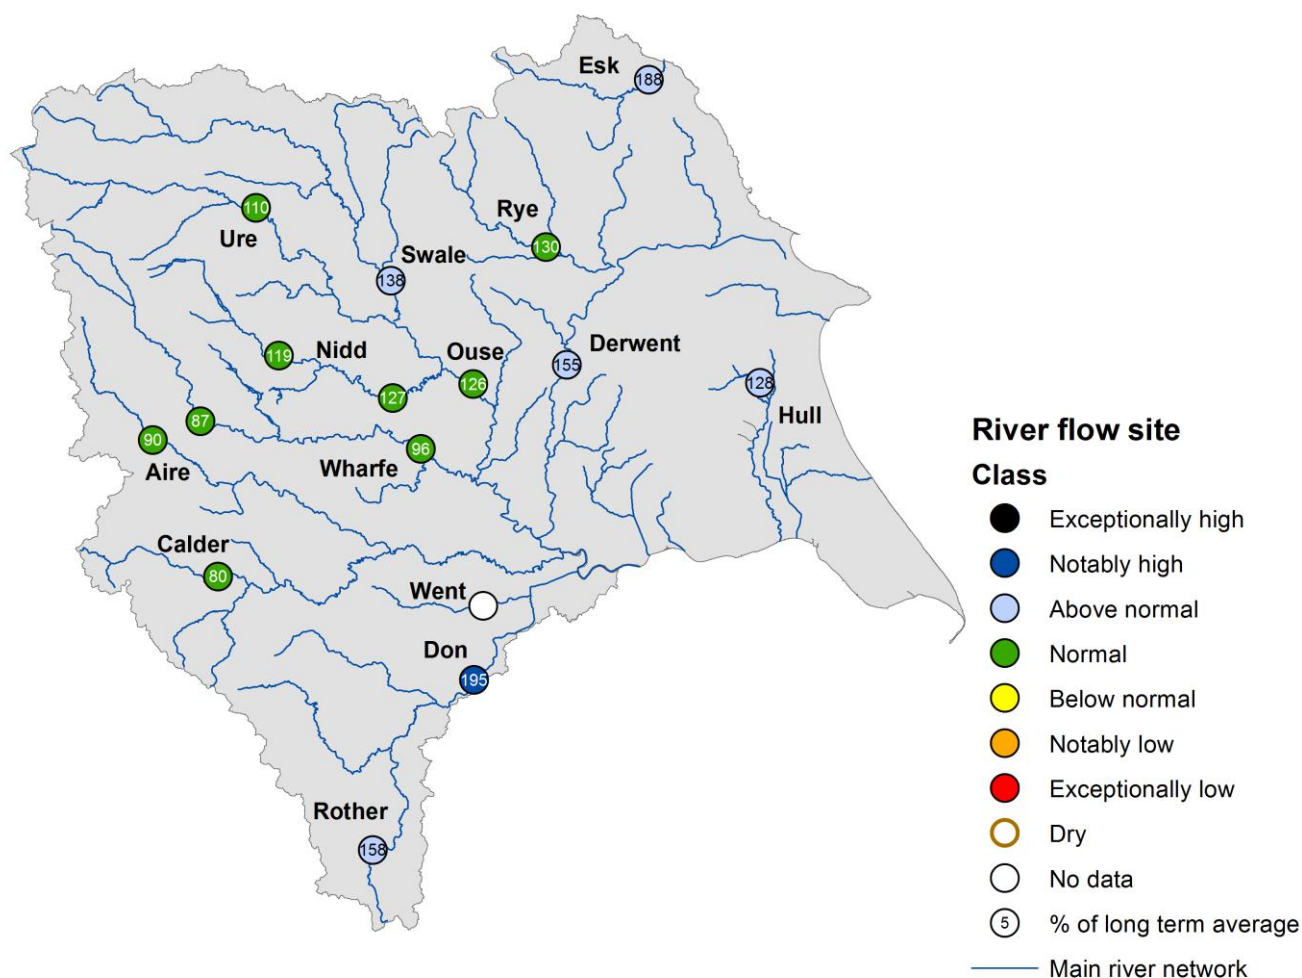 Esk
188
Rye
110
Ure
130
Swale
138
Nidd
Ouse
Derwent
119
155
126
128
127
Hull
87
90
96
Aire
Wharfe
Calder
80
Went
Don
195
Rother
158
River flow site
Class
Exceptionally high
Notably high
Above normal
Normal
Below normal
Notably low
Exceptionally low
Dry
No data
5 % of long term average
Main river network